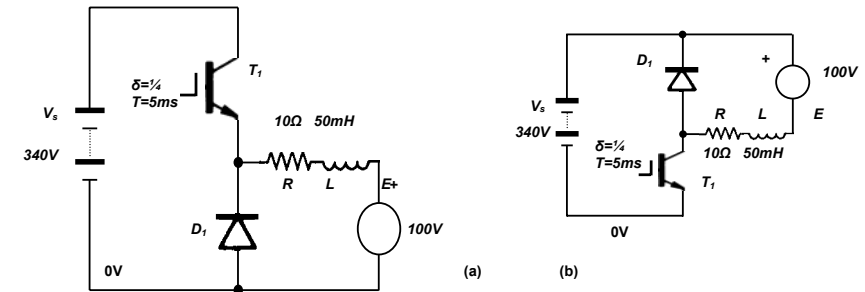 T1
δ=¼
T=5ms
Vs
340V
10Ω 50mH
R L E+
D1
100V
0V
(a)
D1
+
100V
Vs
R L E
340V
10Ω 50mH
δ=¼
T=5ms
T1
0V
(b)